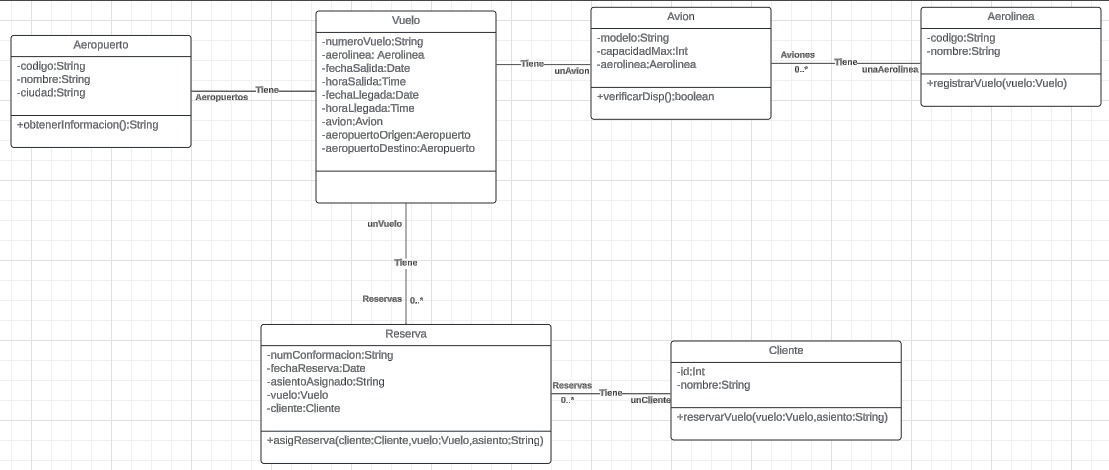 Aeropuerto
-codigo:String
-nombre:String
-ciudad;String
+obtenerInformacion();String
Aeropuertos
Tiene
Vuelo
-numeroVuelo;String
-aerolinea: Aerolinea
-fechaSalida:Date
-horaSalida:Time
-fechaLlegada:Date
-horaLlegada:Time
-avion:Avion
-aeropuertoOrigen:Aeropuerto
-aeropuertoDestino:Aeropuerto
Tiene
unAvion
Avion
-modelo:String
-capacidadMax:Int
-aerolinea;Aerolinea
+verificarDisp();boolean
Aviones
0..*
Tiene
unaAerolinea
Aerolinea
-codigo:String
-nombre:String
+registrarVuelo(vuelo:Vuelo)
unVuelo
Tiene
Reservas
0..*
Reserva
-numConformacion:String
-fechaReserva:Date
-asientoAsignado:String
-vuelo:Vuelo
-cliente:Cliente
+asigReserva(cliente;Cliente,vuelo;Vuelo,asiento;String)
Reservas
0..*
Tiene
unCliente
Cliente
-id;Int
-nombre:String
+reservarVuelo(vuelo:Vuelo,asiento:String)